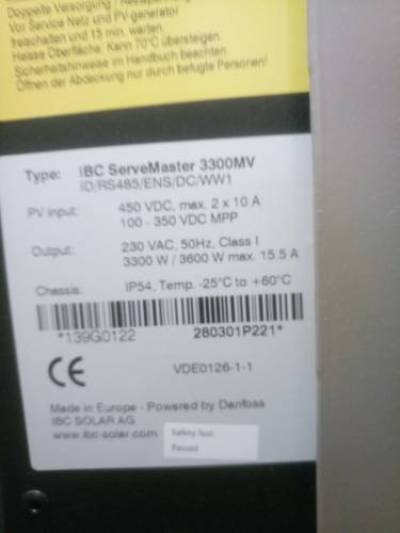 Doppelte Versorgung
Vor Service Netz und PV-generator
freischalten und 15 min. warten.
Heisse Oberfläche. Kann 70°C übersteigen.
Sicherheitshinweise im Handbuch beachten.
Öffnen der Abdeckung nur durch befugte Personen!
Type: IBC ServeMaster 3300MV
ID/RS485/ENS/DC/WW1
PV input: 450 VDC, max. 2 x 10 A
100 - 350 VDC MPP
Output: 230 VAC, 50Hz, Class I
3300 W / 3600 W max. 15.5 A
Chassis: IP54, Temp. -25°C to +60°C
*139G0122 280301P221*
CE VDE0126-1-1
Made in Europe - Powered by Danfoss
IBC SOLAR AG
www.ibc-solar.com
Safety test:
Passed